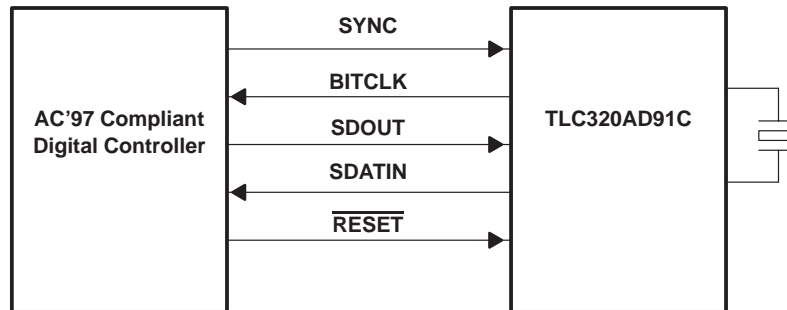 SYNC
BITCLK
AC'97 Compliant
Digital Controller
TLC320AD91C
SDOUT
SDATIN
RESET